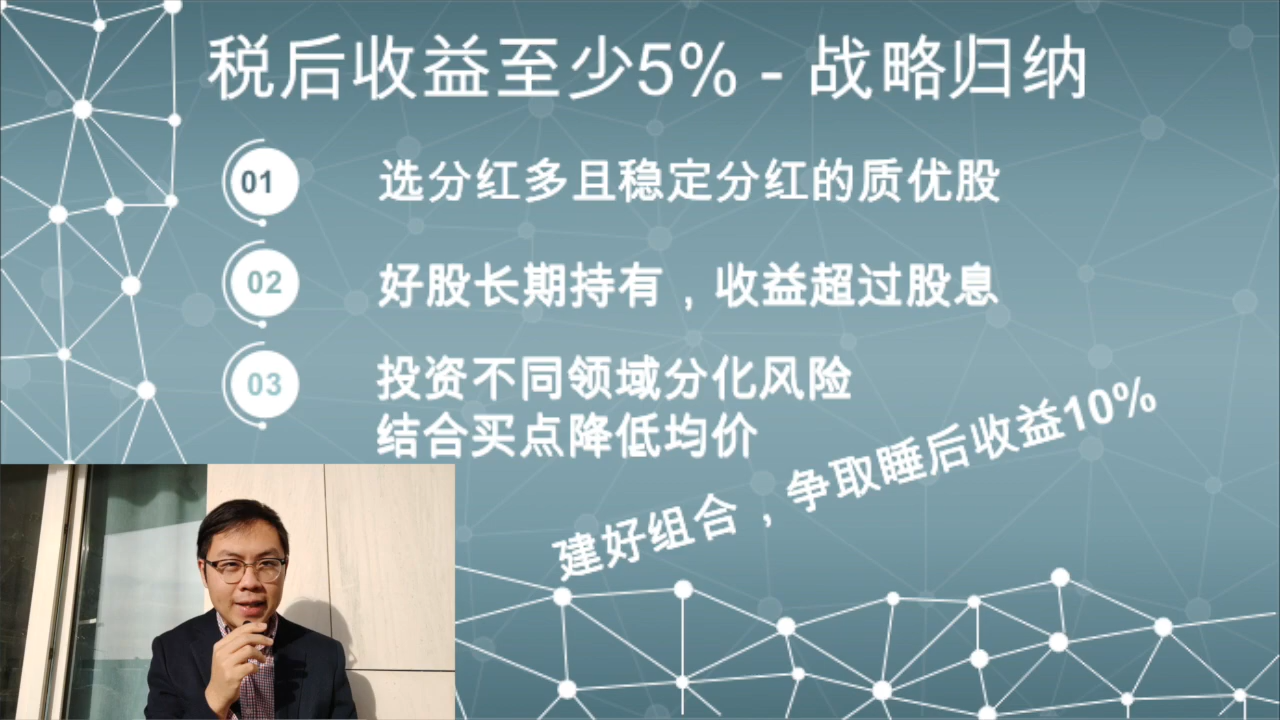 税后收益至少5% - 战略归纳
01
选分红多且稳定分红的质优股
02
好股长期持有，收益超过股息
03
投资不同领域分化风险
结合买点降低均价
建好组合，争取睡后收益10%